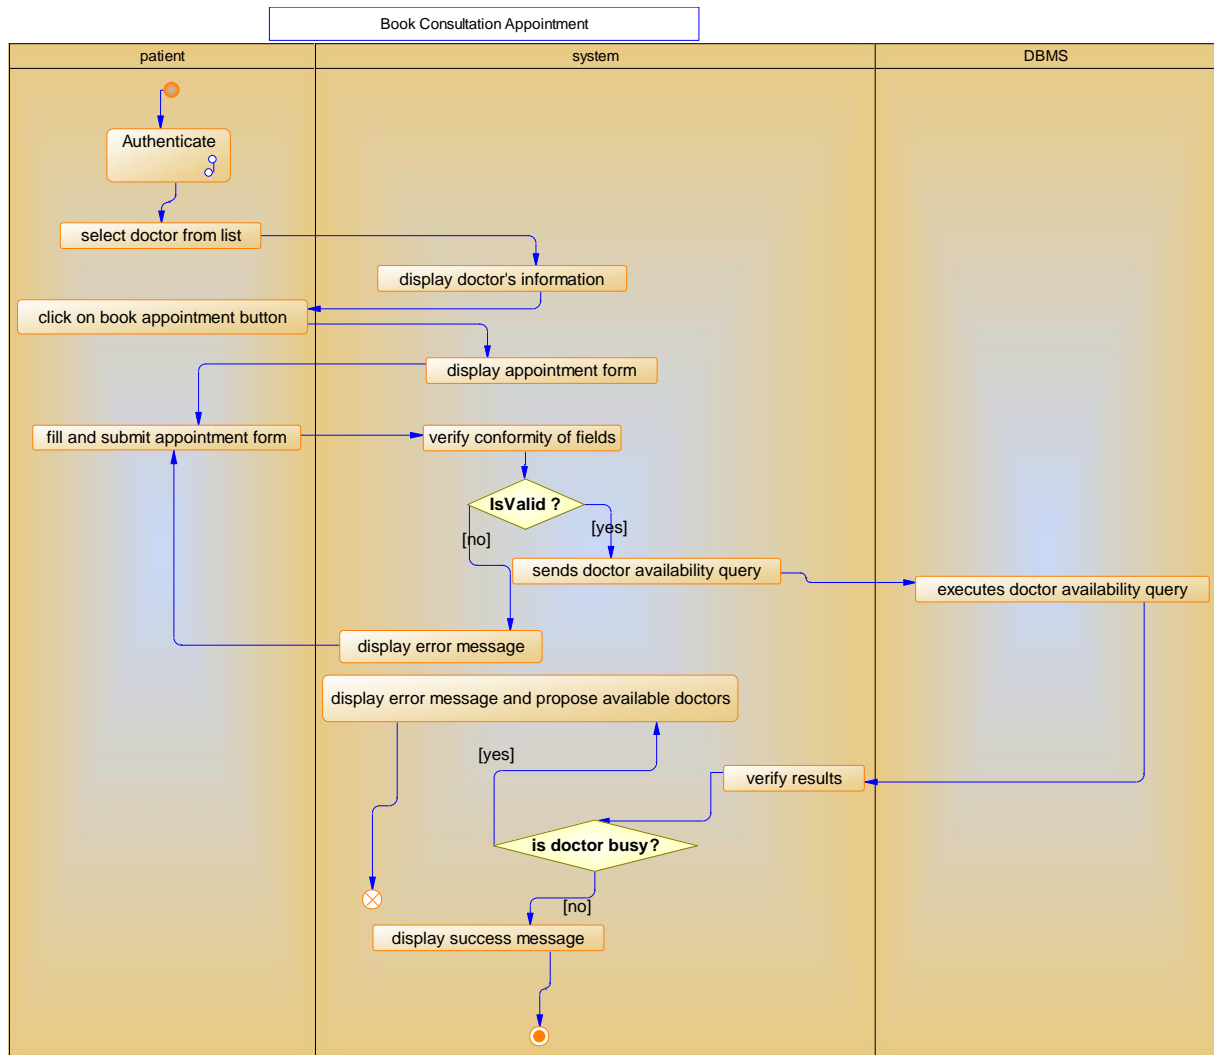 Book Consultation Appointment
patient
system
DBMS
Authenticate
select doctor from list
display doctor's information
click on book appointment button
display appointment form
fill and submit appointment form
verify conformity of fields
IsValid ?
[yes]
[no]
sends doctor availability query
executes doctor availability query
display error message
display error message and propose available doctors
[yes]
verify results
is doctor busy?
[no]
display success message